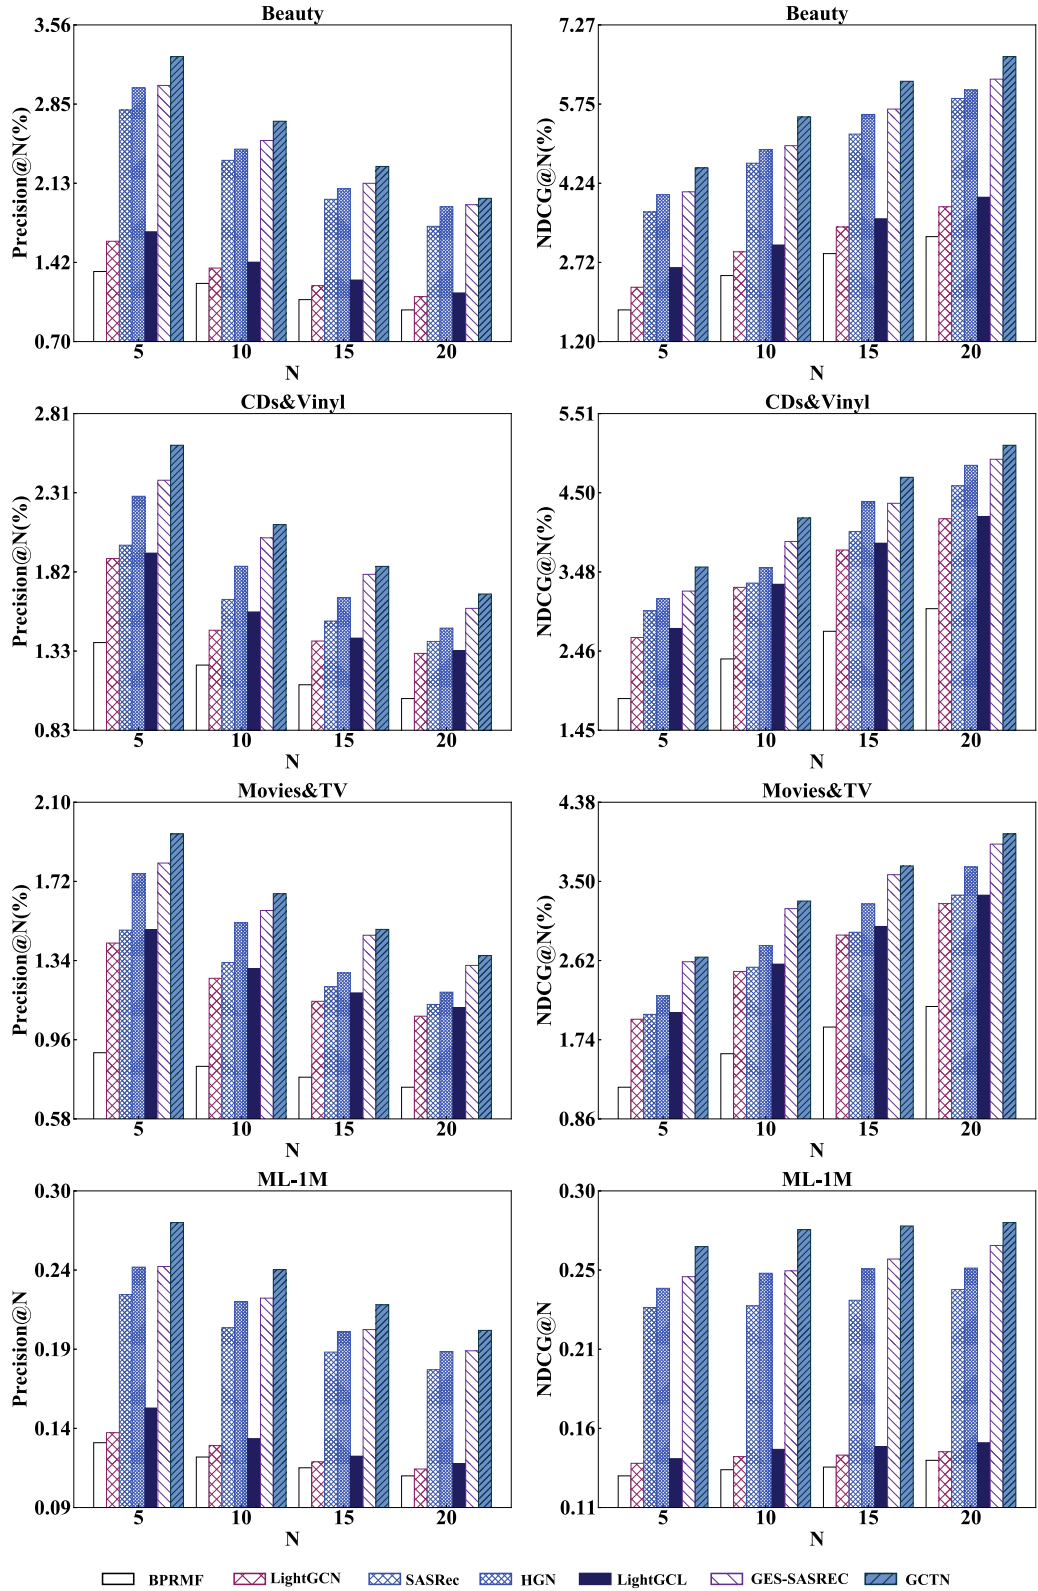 Beauty
Precision@N(%)
3.56
2.85
2.13
1.42
0.70
5 10 15 20
N
Beauty
NDCG@N(%)
7.27
5.75
4.24
2.72
1.20
5 10 15 20
N
CDs&Vinyl
Precision@N(%)
2.81
2.31
1.82
1.33
0.83
5 10 15 20
N
CDs&Vinyl
NDCG@N(%)
5.51
4.50
3.48
2.46
1.45
5 10 15 20
N
Movies&TV
Precision@N(%)
2.10
1.72
1.34
0.96
0.58
5 10 15 20
N
Movies&TV
NDCG@N(%)
4.38
3.50
2.62
1.74
0.86
5 10 15 20
N
ML-1M
Precision@N
0.30
0.24
0.19
0.14
0.09
5 10 15 20
N
ML-1M
NDCG@N
0.30
0.25
0.21
0.16
0.11
5 10 15 20
N
BPRMF LightGCN SASRec HGN LightGCL GES-SASREC GCTN